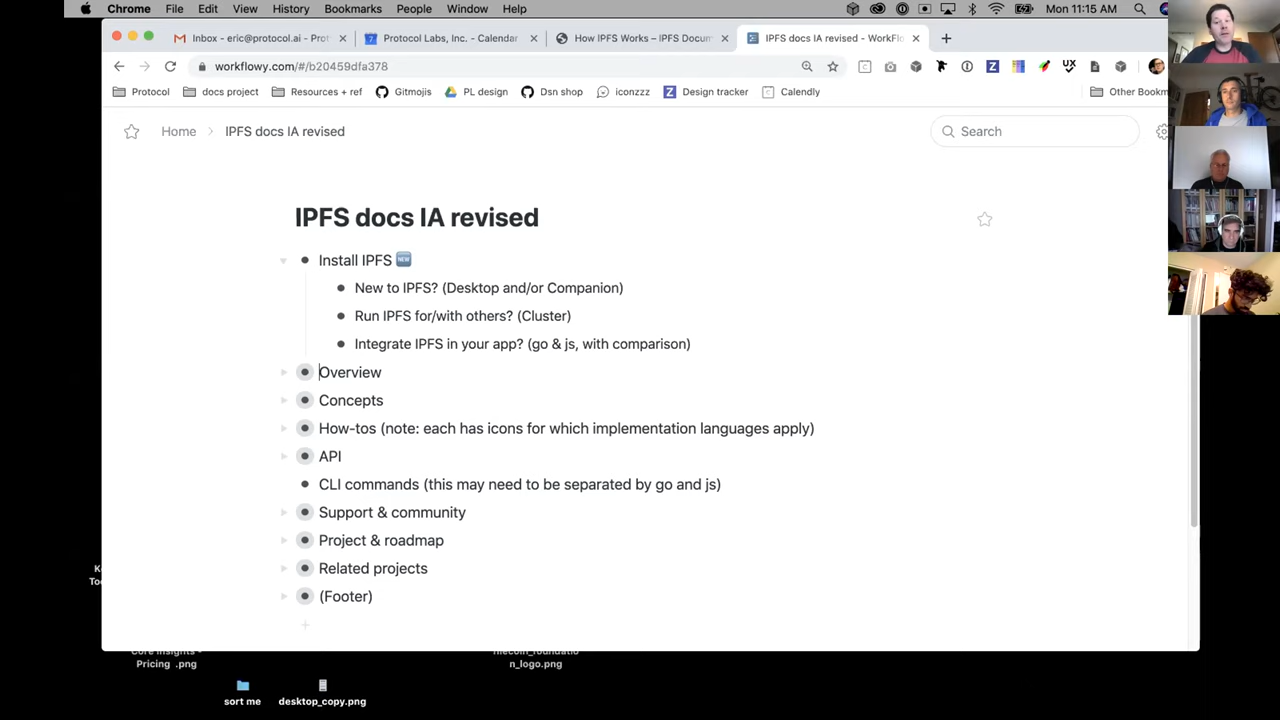 Chrome File Edit View History Bookmarks People Window Help Mon 11:15 AM
Inbox - eric@protocol.ai - Prot
Protocol Labs, Inc. - Calendar
How IPFS Works – IPFS Docum
IPFS docs IA revised - WorkFlo
workflowy.com/#/b20459dfa378
Protocol docs project Resources + ref Gitmojis PL design Dsn shop iconzzz Design tracker Calendly Other Bookm
Home IPFS docs IA revised
Search
IPFS docs IA revised
Install IPFS NEW
New to IPFS? (Desktop and/or Companion)
Run IPFS for/with others? (Cluster)
Integrate IPFS in your app? (go & js, with comparison)
Overview
Concepts
How-tos (note: each has icons for which implementation languages apply)
API
CLI commands (this may need to be separated by go and js)
Support & community
Project & roadmap
Related projects
(Footer)
Pricing .png
n_logo.png
sort me desktop_copy.png